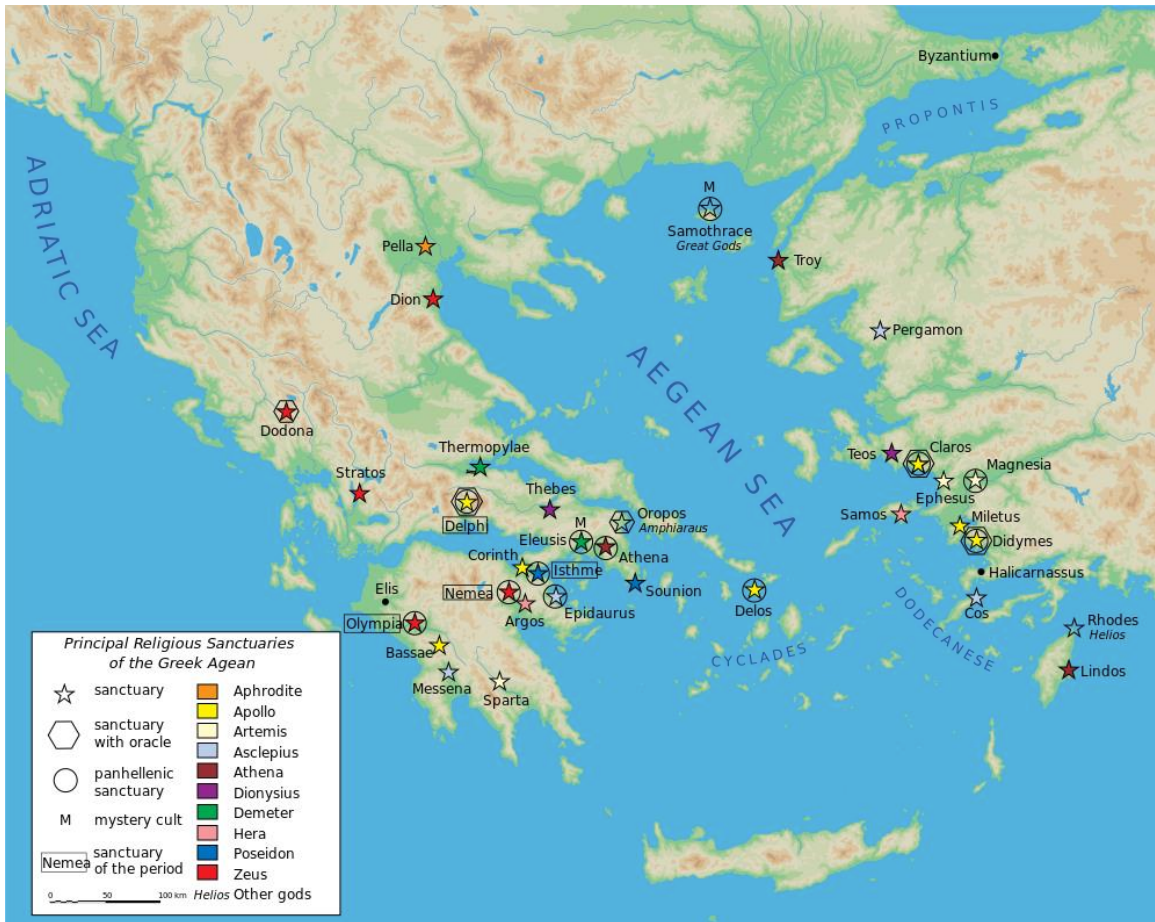 Byzantium
PROPONTIS
ADRIATIC SEA
M
Samothrace
Great Gods
Pella
Troy
Dion
Pergamon
AEGEAN SEA
Dodona
Thermopylae
Teos
Claros
Stratos
Magnesia
Thebes
Ephesus
Delphi
Oropos
Amphiaraus
Samos
Miletus
M
Eleusis
Didymes
Athena
Corinth
Isthme
Halicarnassus
Elis
Nemea
Sounion
Argos
Epidaurus
Delos
Cos
DODECANESE
Olympia
Rhodes
Helios
Bassae
CYCLADES
Messena
Sparta
Lindos
Principal Religious Sanctuaries
of the Greek Agean
sanctuary
sanctuary
with oracle
panhellenic
sanctuary
M mystery cult
Nemea sanctuary
of the period
0 50 100 km
Aphrodite
Apollo
Artemis
Asclepius
Athena
Dionysius
Demeter
Hera
Poseidon
Zeus
Helios Other gods